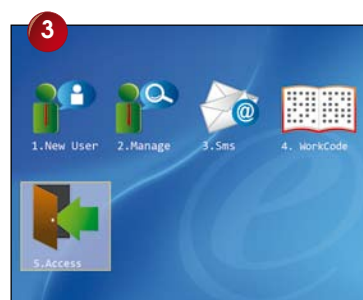 3
1.New User
2.Manage
3.Sms
4. WorkCode
@
5.Access